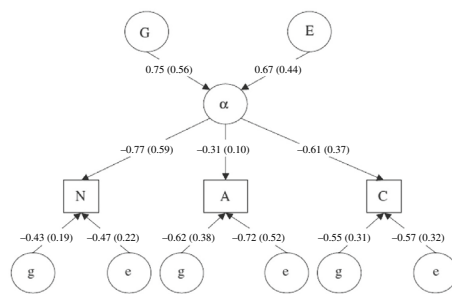 G E
0.75 (0.56) 0.67 (0.44)
α
–0.77 (0.59) –0.31 (0.10) –0.61 (0.37)
N A C
–0.43 (0.19) –0.47 (0.22) –0.62 (0.38) –0.72 (0.52) –0.55 (0.31) –0.57 (0.32)
g e g e g e